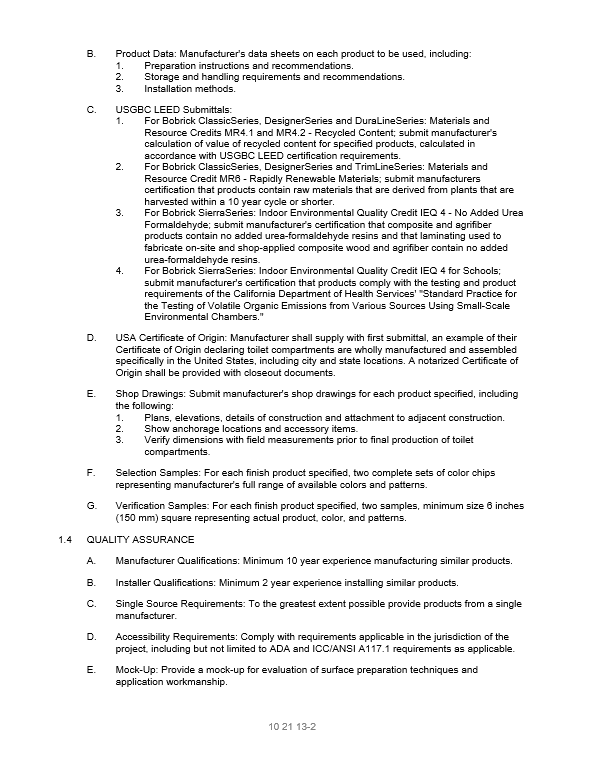 B. Product Data: Manufacturer's data sheets on each product to be used, including:
1. Preparation instructions and recommendations.
2. Storage and handling requirements and recommendations.
3. Installation methods.
C. USGBC LEED Submittals:
1. For Bobrick ClassicSeries, DesignerSeries and DuraLineSeries: Materials and
Resource Credits MR4.1 and MR4.2 - Recycled Content; submit manufacturer's
calculation of value of recycled content for specified products, calculated in
accordance with USGBC LEED certification requirements.
2. For Bobrick ClassicSeries, DesignerSeries and TrimLineSeries: Materials and
Resource Credit MR6 - Rapidly Renewable Materials; submit manufacturers
certification that products contain raw materials that are derived from plants that are
harvested within a 10 year cycle or shorter.
3. For Bobrick SierraSeries: Indoor Environmental Quality Credit IEQ 4 - No Added Urea
Formaldehyde; submit manufacturer's certification that composite and agrifiber
products contain no added urea-formaldehyde resins and that laminating used to
fabricate on-site and shop-applied composite wood and agrifiber contain no added
urea-formaldehyde resins.
4. For Bobrick SierraSeries: Indoor Environmental Quality Credit IEQ 4 for Schools;
submit manufacturer's certification that products comply with the testing and product
requirements of the California Department of Health Services' "Standard Practice for
the Testing of Volatile Organic Emissions from Various Sources Using Small-Scale
Environmental Chambers."
D. USA Certificate of Origin: Manufacturer shall supply with first submittal, an example of their
Certificate of Origin declaring toilet compartments are wholly manufactured and assembled
specifically in the United States, including city and state locations. A notarized Certificate of
Origin shall be provided with closeout documents.
E. Shop Drawings: Submit manufacturer's shop drawings for each product specified, including
the following:
1. Plans, elevations, details of construction and attachment to adjacent construction.
2. Show anchorage locations and accessory items.
3. Verify dimensions with field measurements prior to final production of toilet
compartments.
F. Selection Samples: For each finish product specified, two complete sets of color chips
representing manufacturer's full range of available colors and patterns.
G. Verification Samples: For each finish product specified, two samples, minimum size 6 inches
(150 mm) square representing actual product, color, and patterns.
1.4 QUALITY ASSURANCE
A. Manufacturer Qualifications: Minimum 10 year experience manufacturing similar products.
B. Installer Qualifications: Minimum 2 year experience installing similar products.
C. Single Source Requirements: To the greatest extent possible provide products from a single
manufacturer.
D. Accessibility Requirements: Comply with requirements applicable in the jurisdiction of the
project, including but not limited to ADA and ICC/ANSI A117.1 requirements as applicable.
E. Mock-Up: Provide a mock-up for evaluation of surface preparation techniques and
application workmanship.
10 21 13-2